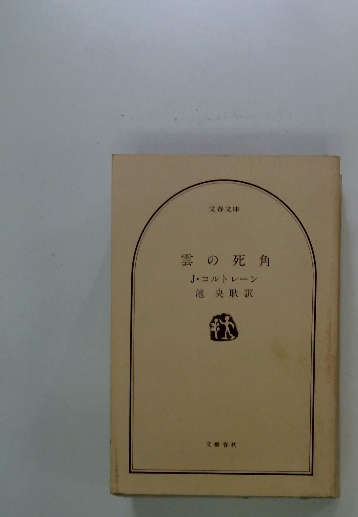 文春文庫
雲の死角
J・コルトレーン
池央耿訳
文藝春秋